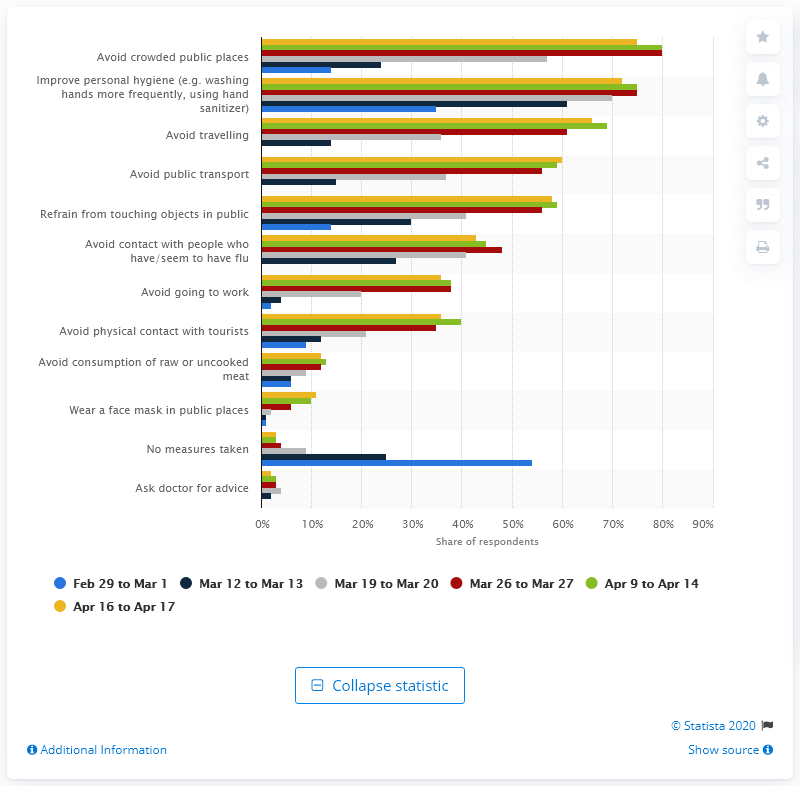 Avoid crowded public places
Improve personal hygiene (e.g. washing
hands more frequently, using hand
sanitizer)
Avoid travelling
Avoid public transport
Refrain from touching objects in public
Avoid contact with people who
have/seem to have flu
Avoid going to work
Avoid physical contact with tourists
Avoid consumption of raw or uncooked
meat
Wear a face mask in public places
No measures taken
Ask doctor for advice
0% 10% 20% 30% 40% 50% 60% 70% 80% 90%
Share of respondents
Feb 29 to Mar 1 Mar 12 to Mar 13 Mar 19 to Mar 20 Mar 26 to Mar 27 Apr 9 to Apr 14
Apr 16 to Apr 17
Collapse statistic
© Statista 2020
Additional Information Show source